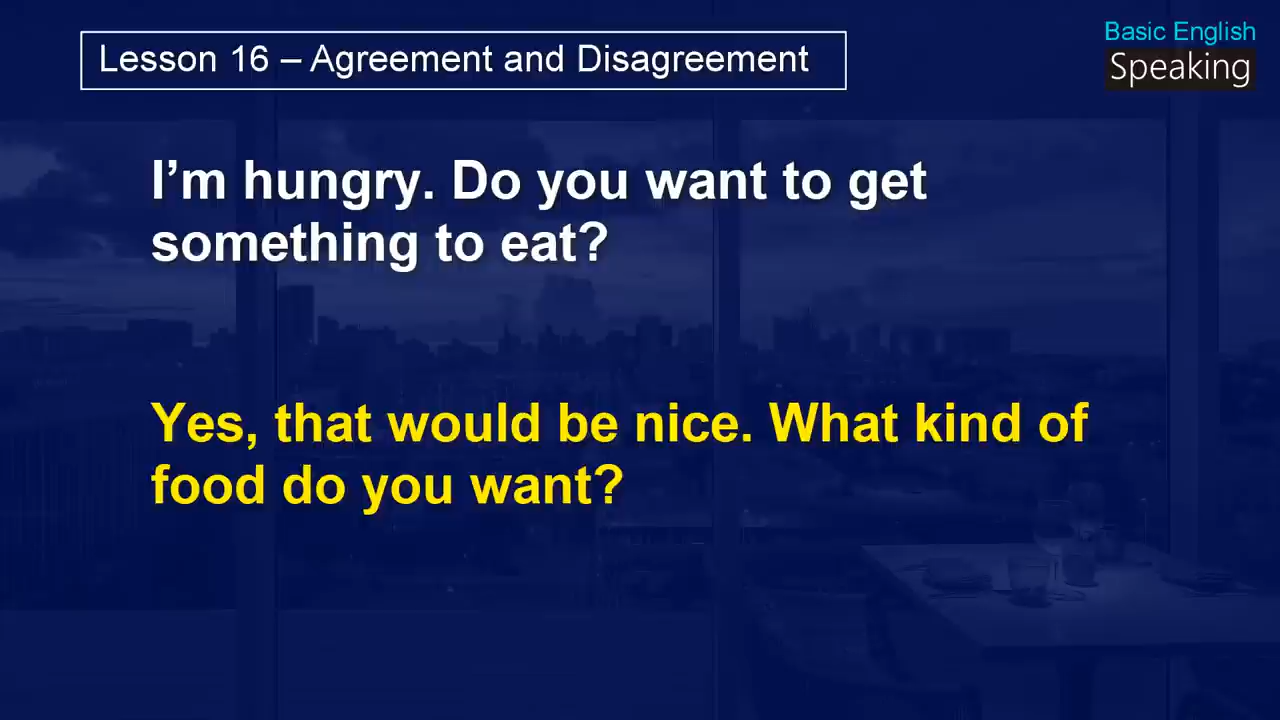 Lesson 16 – Agreement and Disagreement
Basic English
Speaking
I’m hungry. Do you want to get
something to eat?
Yes, that would be nice. What kind of
food do you want?